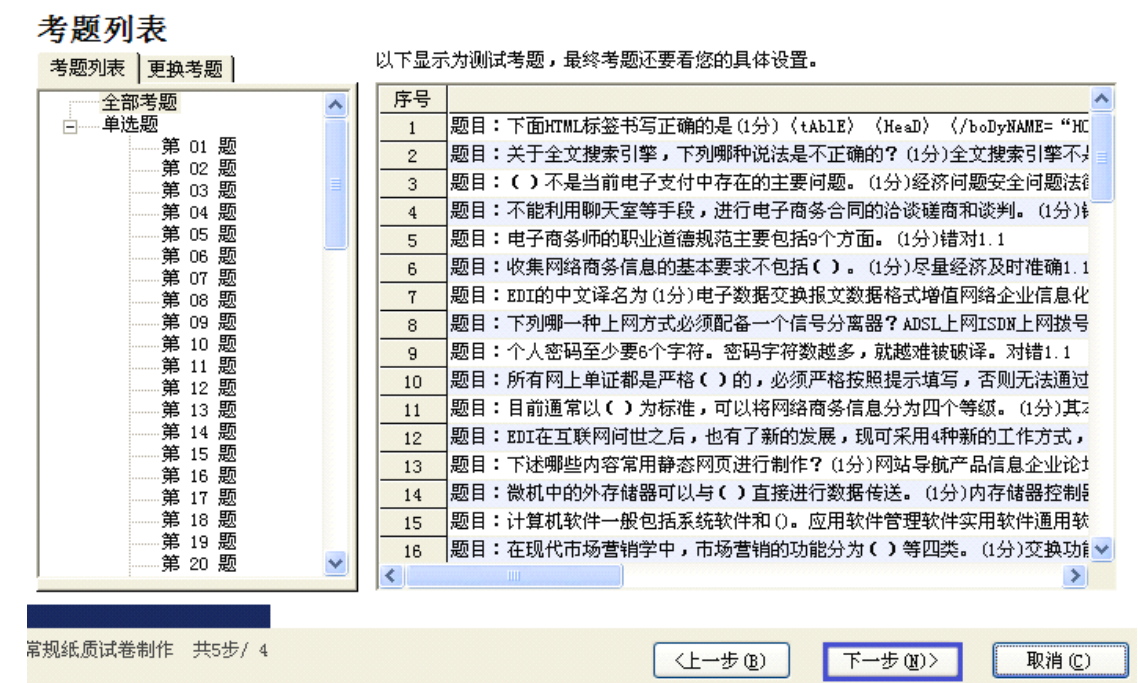 考题列表
考题列表 更换考题
以下显示为测试考题，最终考题还要看您的具体设置。
全部考题
单选题
第 01 题
第 02 题
第 03 题
第 04 题
第 05 题
第 06 题
第 07 题
第 08 题
第 09 题
第 10 题
第 11 题
第 12 题
第 13 题
第 14 题
第 15 题
第 16 题
第 17 题
第 18 题
第 19 题
第 20 题
序号
1 题目：下面HTML标签书写正确的是(1分)〈tAblE〉 〈HeaD〉 〈/boDyNAME=“HO
2 题目：关于全文搜索引擎，下列哪种说法是不正确的？(1分)全文搜索引擎不
3 题目：( )不是当前电子支付中存在的主要问题。(1分)经济问题安全问题法
4 题目：不能利用聊天室等手段，进行电子商务合同的洽谈磋商和谈判。(1分)
5 题目：电子商务师的职业道德规范主要包括9个方面。(1分)错对1.1
6 题目：收集网络商务信息的基本要求不包括( )。(1分)尽量经济及时准确1.1
7 题目：EDI的中文译名为(1分)电子数据交换报文数据格式增值网络企业信息化
8 题目：下列哪一种上网方式必须配备一个信号分离器？ADSL上网ISDN上网拨号
9 题目：个人密码至少要6个字符。密码字符数越多，就越难被破译。对错1.1
10 题目：所有网上单证都是严格( )的，必须严格按照提示填写，否则无法通过
11 题目：目前通常以( )为标准，可以将网络商务信息分为四个等级。(1分)其
12 题目：EDI在互联网问世之后，也有了新的发展，现可采用4种新的工作方式，
13 题目：下述哪些内容常用静态网页进行制作？(1分)网站导航产品信息企业论
14 题目：微机中的外存储器可以与( )直接进行数据传送。(1分)内存储器控制
15 题目：计算机软件一般包括系统软件和()。应用软件管理软件实用软件通用软
16 题目：在现代市场营销学中，市场营销的功能分为( )等四类。(1分)交换功
常规纸质试卷制作 共5步/ 4
〈上一步(B) 下一步(N)〉 取消(C)